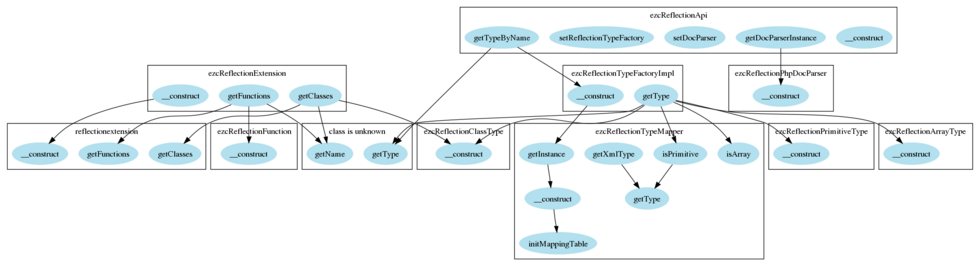 ezcReflectionApi
getTypeByName
setReflectionTypeFactory
setDocParser
getDocParserInstance
__construct
ezcReflectionExtension
ezcReflectionTypeFactoryImpl
ezcReflectionPhpDocParser
__construct
getFunctions
getClasses
__construct
getType
__construct
reflectionextension
ezcReflectionFunction
class is unknown
ezcReflectionClassType
ezcReflectionTypeMapper
ezcReflectionPrimitiveType
ezcReflectionArrayType
__construct
getFunctions
getClasses
__construct
getName
getType
__construct
getInstance
getXmlType
isPrimitive
isArray
__construct
__construct
__construct
getType
initMappingTable